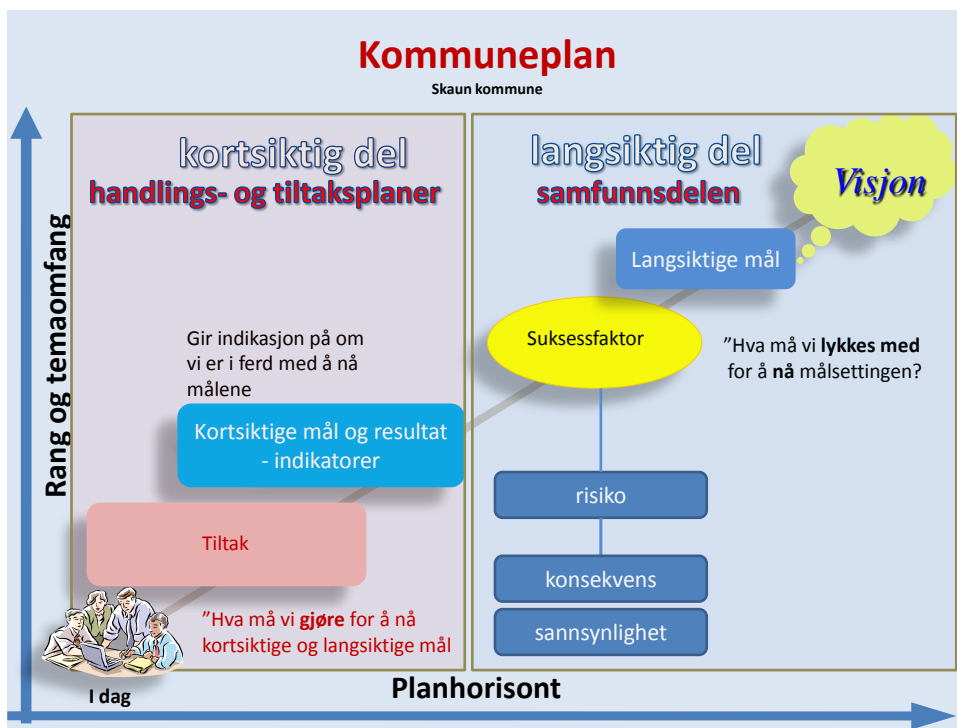 Kommuneplan
Skaun kommune
kortsiktig del
handlings- og tiltaksplaner
langsiktig del
samfunnsdelen
Visjon
Langsiktige mål
Rang og temaomfang
Gir indikasjon på om
vi er i ferd med å nå
målene
Suksessfaktor
”Hva må vi lykkes med
for å nå målsettingen?
Kortsiktige mål og resultat
- indikatorer
risiko
Tiltak
konsekvens
sannsynlighet
”Hva må vi gjøre for å nå
kortsiktige og langsiktige mål
I dag
Planhorisont